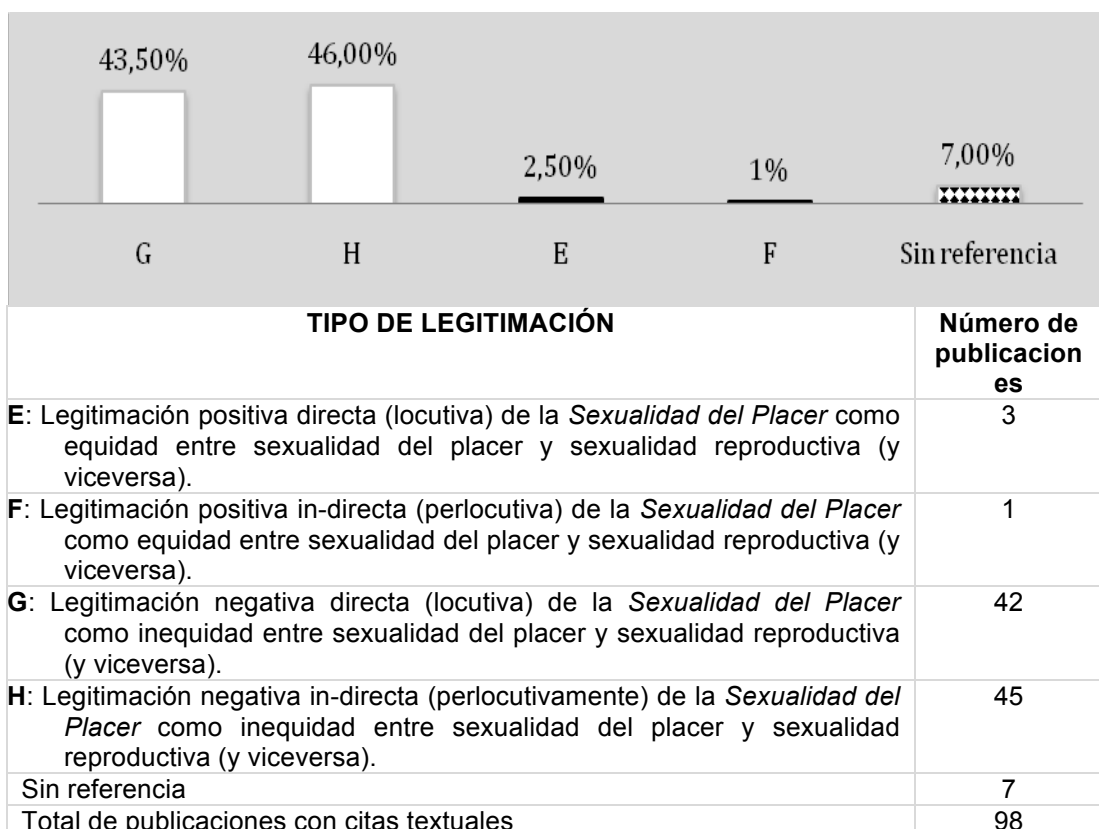 43,50%
46,00%
2,50%
1%
7,00%
G
H
E
F
Sin referencia
TIPO DE LEGITIMACIÓN
Número de
publicacion
es
E: Legitimación positiva directa (locutiva) de la Sexualidad del Placer como
equidad entre sexualidad del placer y sexualidad reproductiva (y
viceversa).
3
F: Legitimación positiva in-directa (perlocutiva) de la Sexualidad del Placer
como equidad entre sexualidad del placer y sexualidad reproductiva (y
viceversa).
1
G: Legitimación negativa directa (locutiva) de la Sexualidad del Placer
como inequidad entre sexualidad del placer y sexualidad reproductiva
(y viceversa).
42
H: Legitimación negativa in-directa (perlocutivamente) de la Sexualidad del
Placer como inequidad entre sexualidad del placer y sexualidad
reproductiva (y viceversa).
45
Sin referencia
7
Total de publicaciones con citas textuales
98